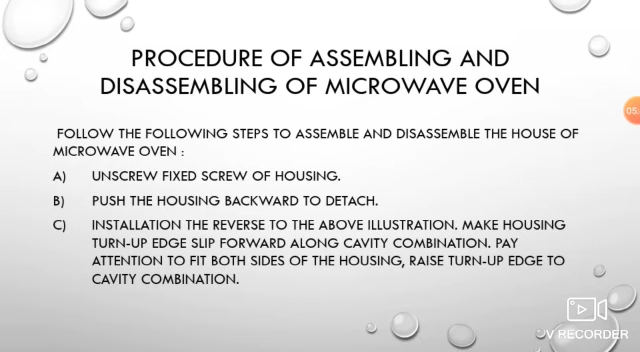 PROCEDURE OF ASSEMBLING AND
DISASSEMBLING OF MICROWAVE OVEN
FOLLOW THE FOLLOWING STEPS TO ASSEMBLE AND DISASSEMBLE THE HOUSE OF
MICROWAVE OVEN :
A) UNSCREW FIXED SCREW OF HOUSING.
B) PUSH THE HOUSING BACKWARD TO DETACH.
C) INSTALLATION THE REVERSE TO THE ABOVE ILLUSTRATION. MAKE HOUSING
TURN-UP EDGE SLIP FORWARD ALONG CAVITY COMBINATION. PAY
ATTENTION TO FIT BOTH SIDES OF THE HOUSING, RAISE TURN-UP EDGE TO
CAVITY COMBINATION.
RECORDER